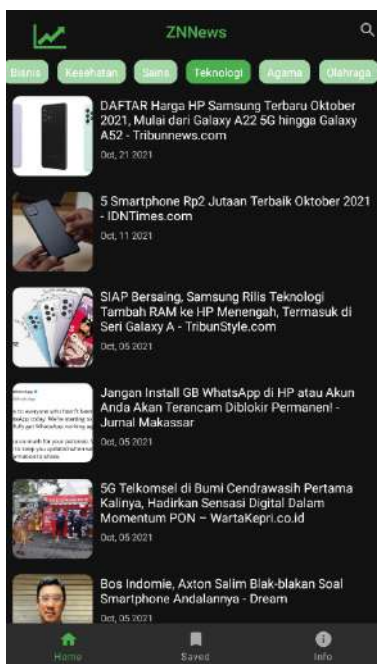 ZNNews
Bisnis Kesehatan Sains Teknologi Agama Olahraga
DAFTAR Harga HP Samsung Terbaru Oktober
2021, Mulai dari Galaxy A22 5G hingga Galaxy
A52 - Tribunnews.com
Oct, 21 2021
5 Smartphone Rp2 Jutaan Terbaik Oktober 2021
- IDNTimes.com
Oct, 11 2021
SIAP Bersaing, Samsung Rilis Teknologi
Tambah RAM ke HP Menengah, Termasuk di
Seri Galaxy A - TribunStyle.com
Oct, 05 2021
Jangan Install GB WhatsApp di HP atau Akun
Anda Akan Terancam Diblokir Permanen! -
Jurnal Makassar
Oct, 05 2021
5G Telkomsel di Bumi Cendrawasih Pertama
Kalinya, Hadirkan Sensasi Digital Dalam
Momentum PON – WartaKepri.co.id
Oct, 05 2021
Bos Indomie, Axton Salim Blak-blakan Soal
Smartphone Andalannya - Dream
Oct, 05 2021
Home Saved Info